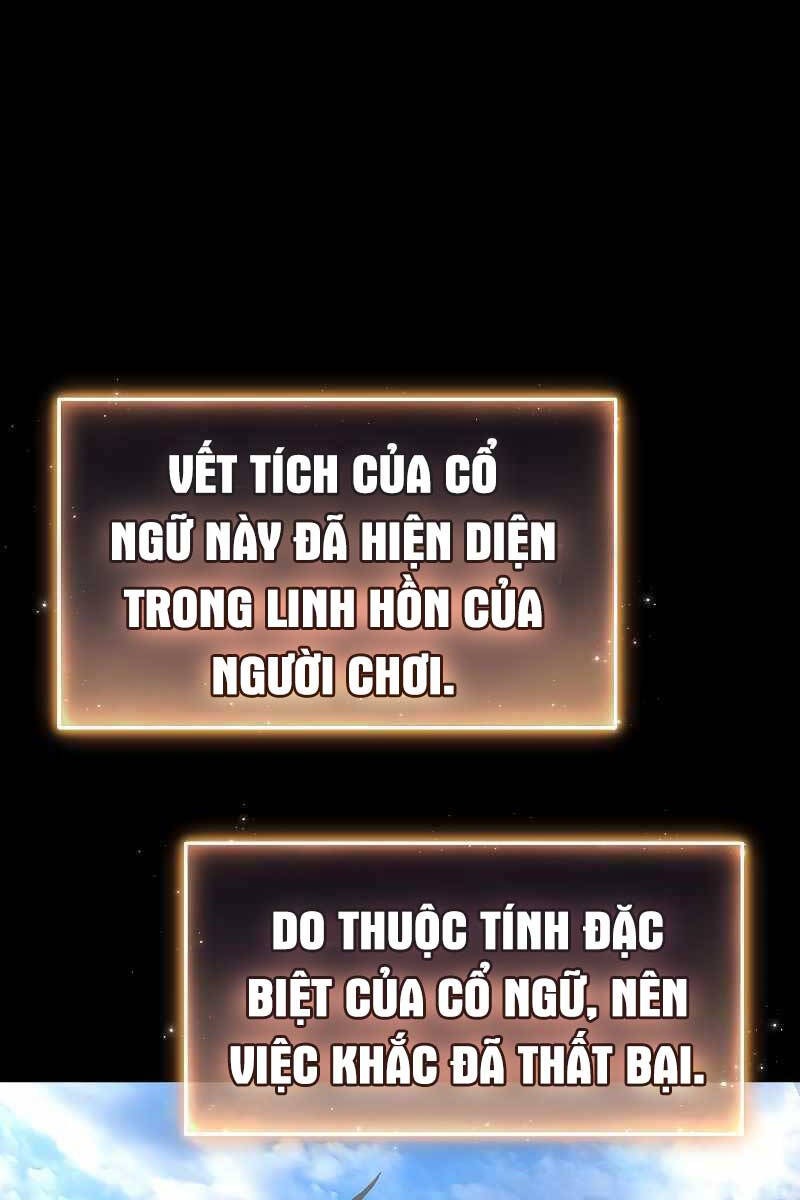 VẾT TÍCH CỦA CỔ
NGỮ NÀY ĐÃ HIỆN DIỆN
TRONG LINH HỒN CỦA
NGƯỜI CHƠI.
DO THUỘC TÍNH ĐẶC
BIỆT CỦA CỔ NGỮ, NÊN
VIỆC KHẮC ĐÃ THẤT BẠI.